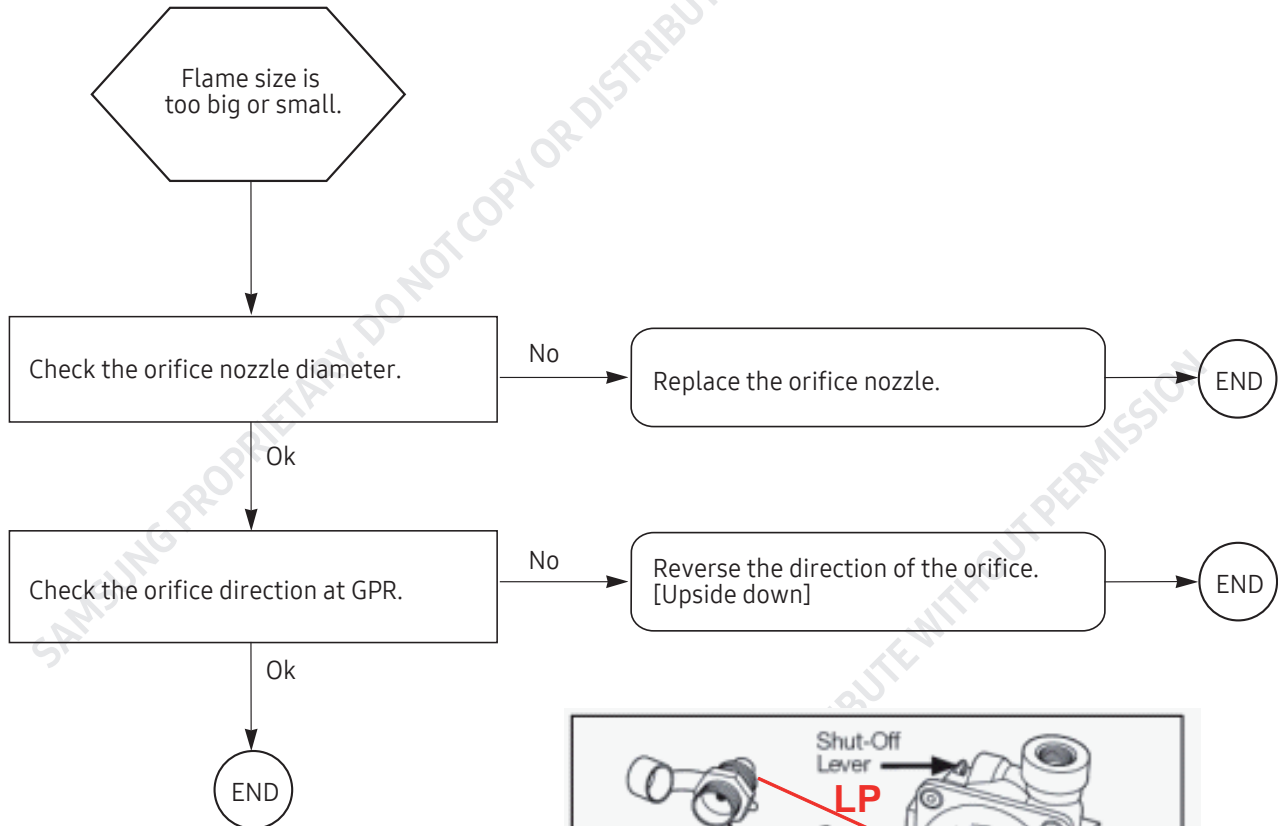 Flame size is
too big or small.
Check the orifice nozzle diameter.
No
Replace the orifice nozzle.
END
Ok
Check the orifice direction at GPR.
No
Reverse the direction of the orifice.
[Upside down]
END
Ok
END
Shut-Off
Lever
LP
SAMSUNG PROPRIETARY. DO NOT COPY OR DISTRIBUT
BUTE WITHOUT PERMISSION